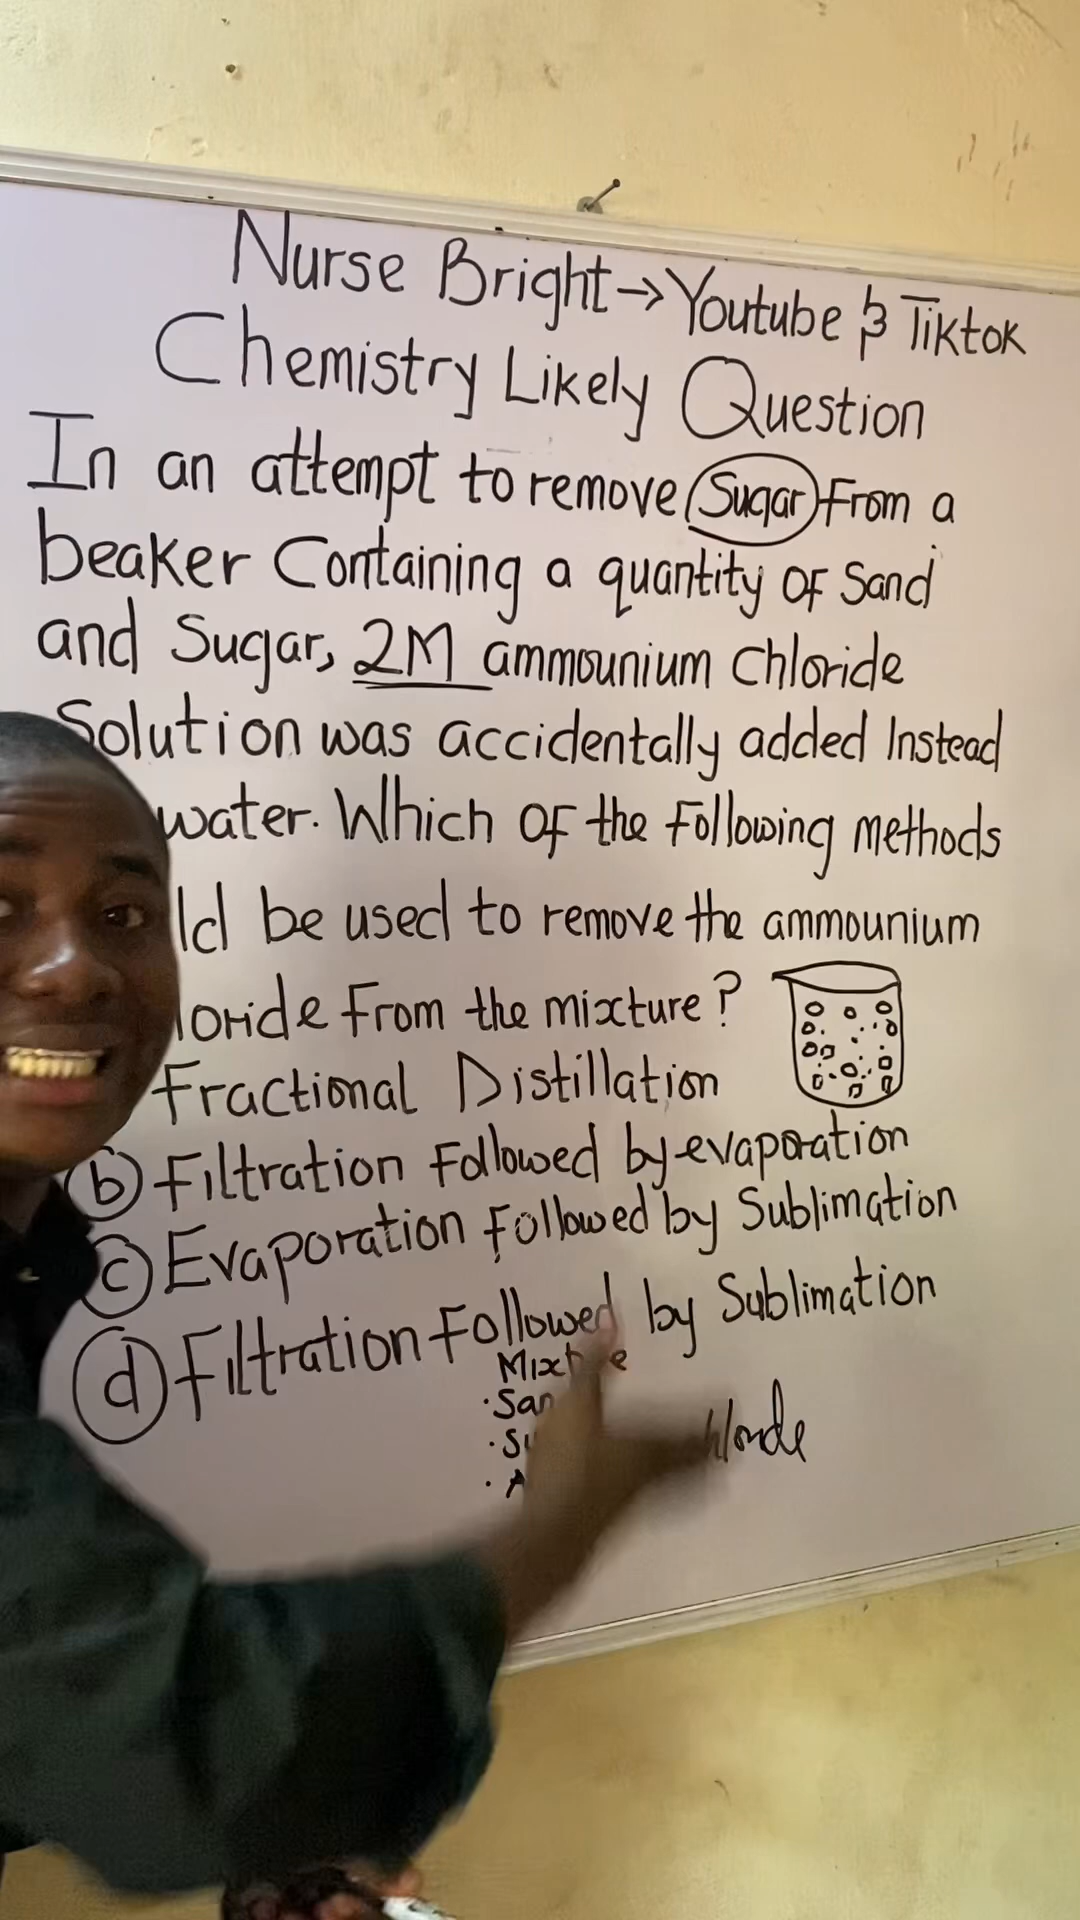 Nurse Bright → Youtube & Tiktok
Chemistry Likely Question
In an attempt to remove Sugar From a
beaker Containing a quantity of Sand
and Sugar, 2M ammounium Chloride
Solution was accidentally added Instead
water. Which of the Following methods
ld be used to remove the ammounium
loride From the mixture?
Fractional Distillation
b) Filtration Followed by evaporation
c) Evaporation Followed by Sublimation
d) Filtration Followed by Sublimation